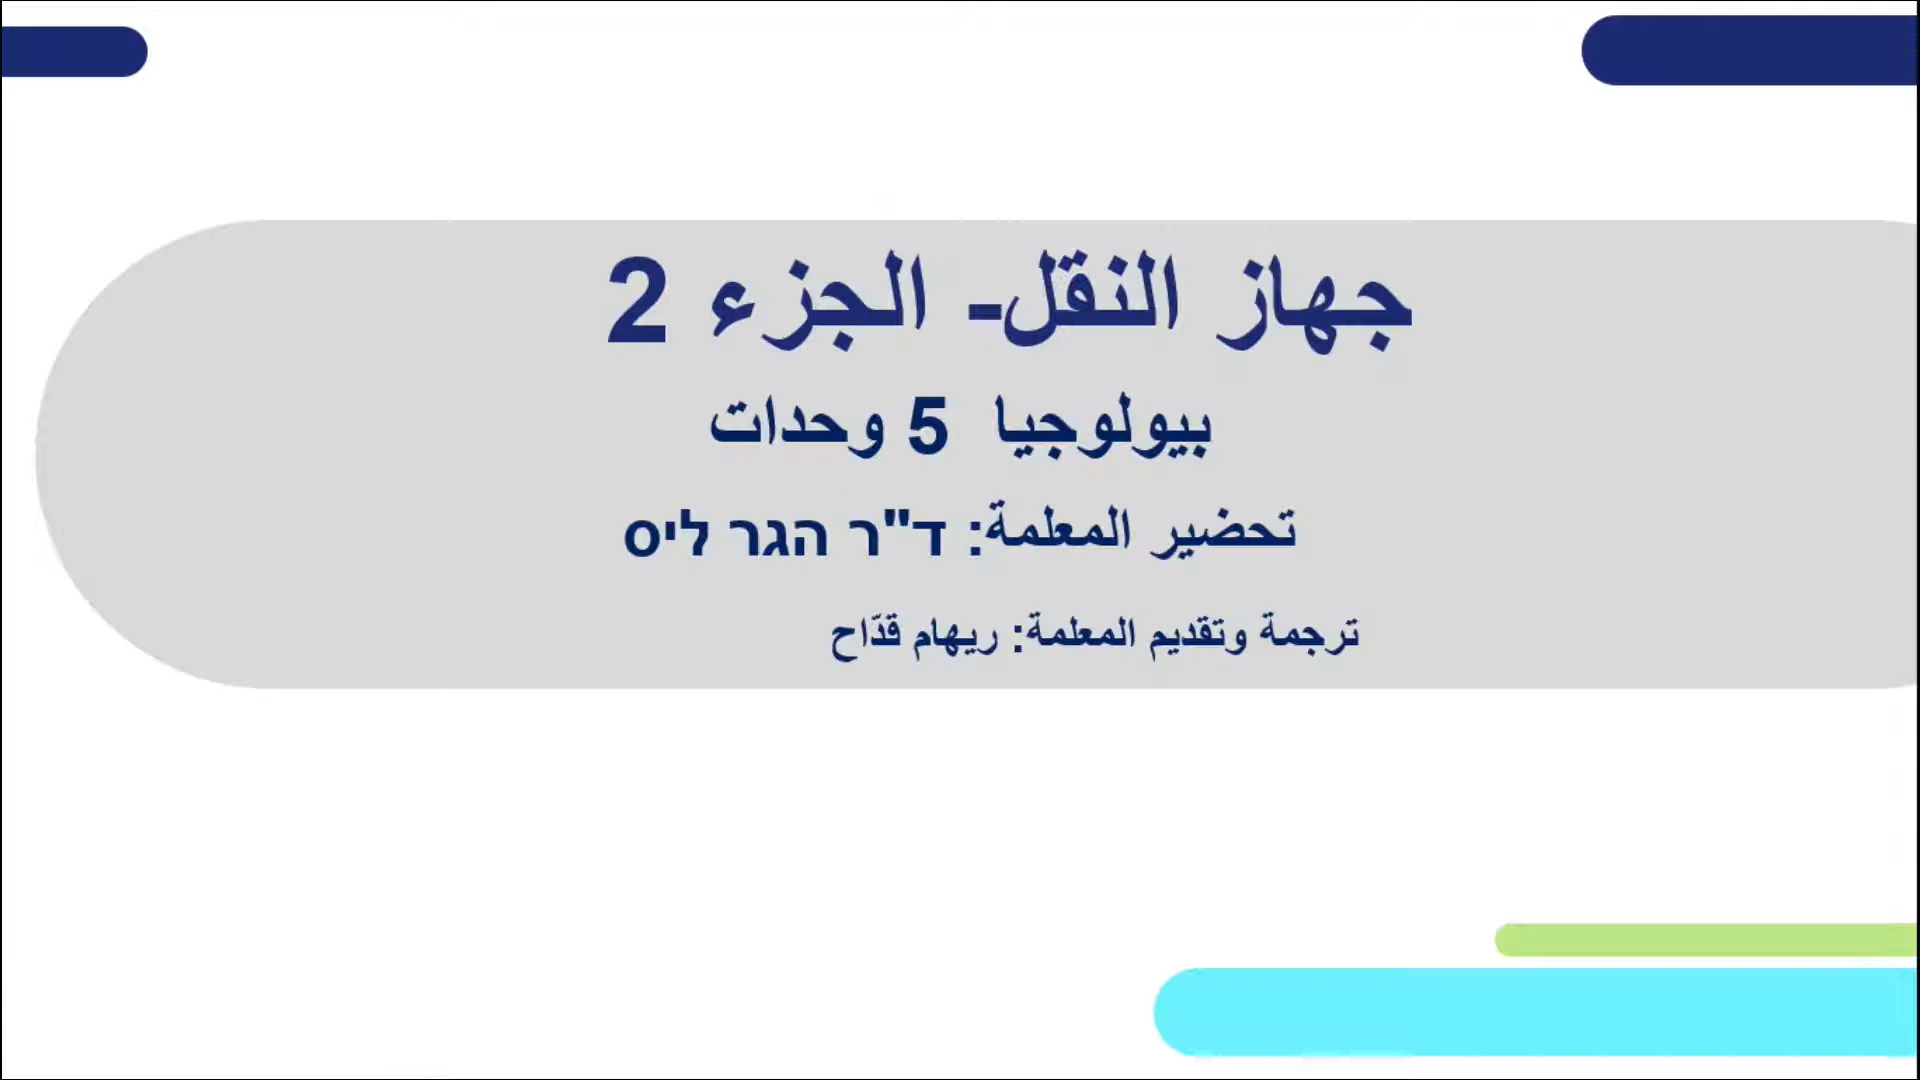 جهاز النقل- الجزء 2
بيولوجيا 5 وحدات
تحضير المعلمة: ד"ר הגר ליס
ترجمة وتقديم المعلمة: ريهام قدّاح